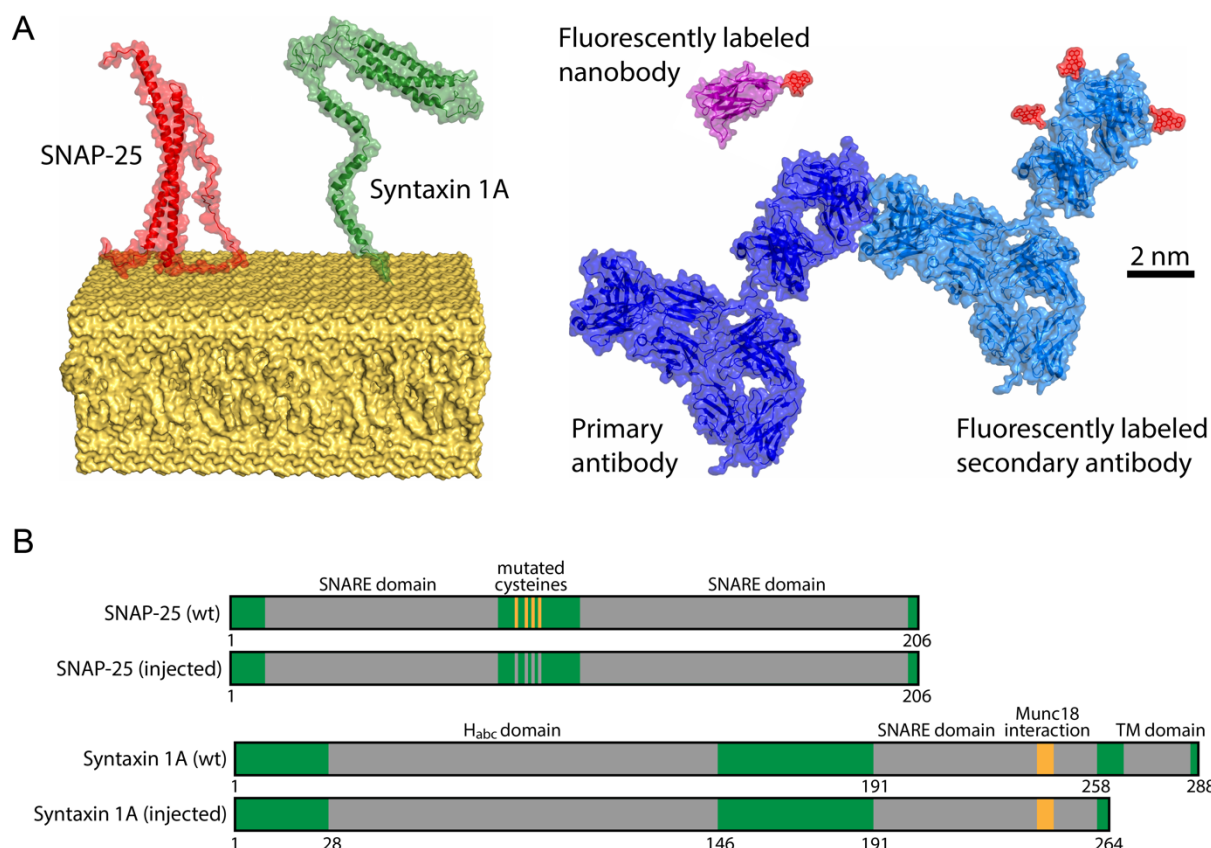 A
SNAP-25
Syntaxin 1A
Fluorescently labeled
nanobody
2 nm
Primary
antibody
Fluorescently labeled
secondary antibody
B
SNARE domain
mutated
cysteines
SNARE domain
SNAP-25 (wt)
1
206
SNAP-25 (injected)
1
206
Habc domain
SNARE domain
Munc18
interaction
TM domain
Syntaxin 1A (wt)
1
191
258
288
Syntaxin 1A (injected)
1
28
146
191
264